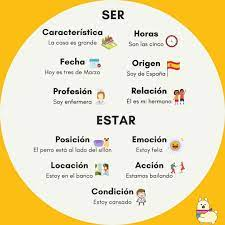 SER
Característica Horas
La casa es grande Son las cinco
Fecha Origen
Hoy es tres de Marzo Soy de España
Profesión Relación
Soy enfermera Él es mi hermano
ESTAR
Posición Emoción
El perro está al lado del sillón Estoy feliz
Locación Acción
Estoy en el banco Estamos bailando
Condición
Estoy cansado